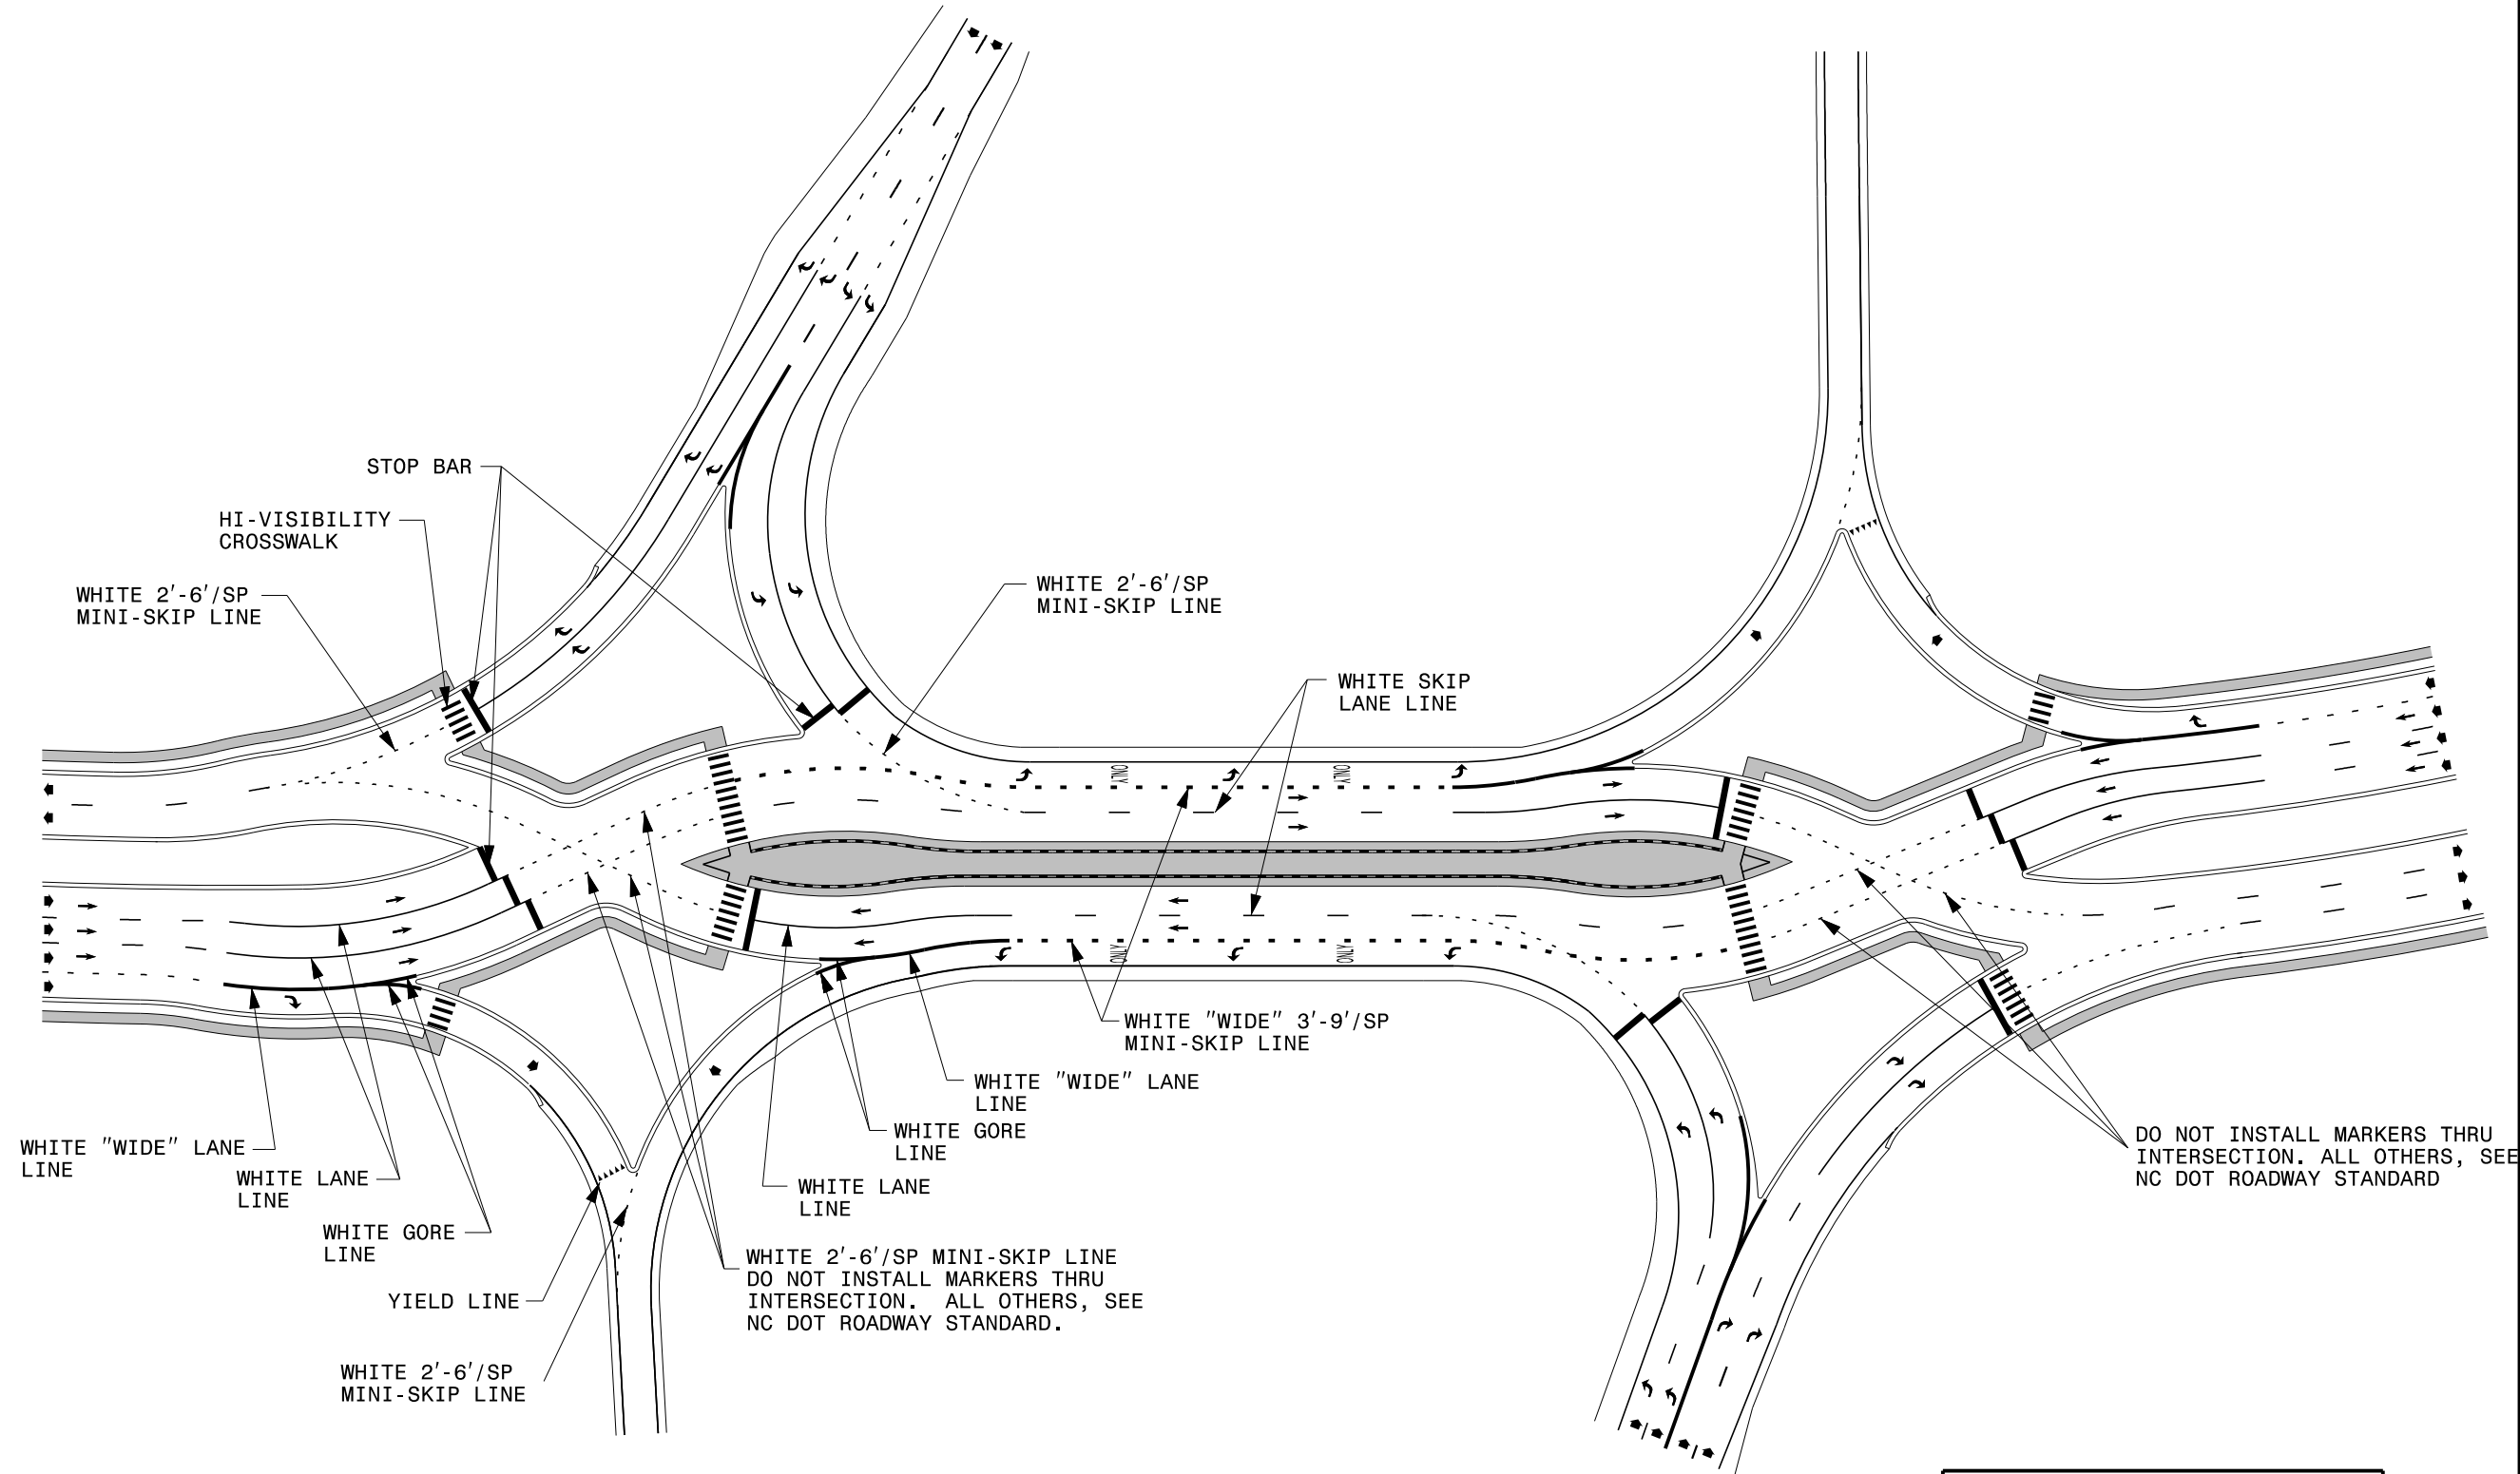 STOP BAR
HI-VISIBILITY
CROSSWALK
WHITE 2'-6'/SP
MINI-SKIP LINE
WHITE 2'-6'/SP
MINI-SKIP LINE
WHITE SKIP
LANE LINE
ONLY
ONLY
ONLY
ONLY
WHITE "WIDE" 3'-9'/SP
MINI-SKIP LINE
WHITE "WIDE" LANE
LINE
WHITE GORE
LINE
WHITE LANE
LINE
WHITE "WIDE" LANE
LINE
WHITE LANE
LINE
WHITE GORE
LINE
YIELD LINE
WHITE 2'-6'/SP
MINI-SKIP LINE
WHITE 2'-6'/SP MINI-SKIP LINE
DO NOT INSTALL MARKERS THRU
INTERSECTION. ALL OTHERS, SEE
NC DOT ROADWAY STANDARD.
DO NOT INSTALL MARKERS THRU
INTERSECTION. ALL OTHERS, SEE
NC DOT ROADWAY STANDARD